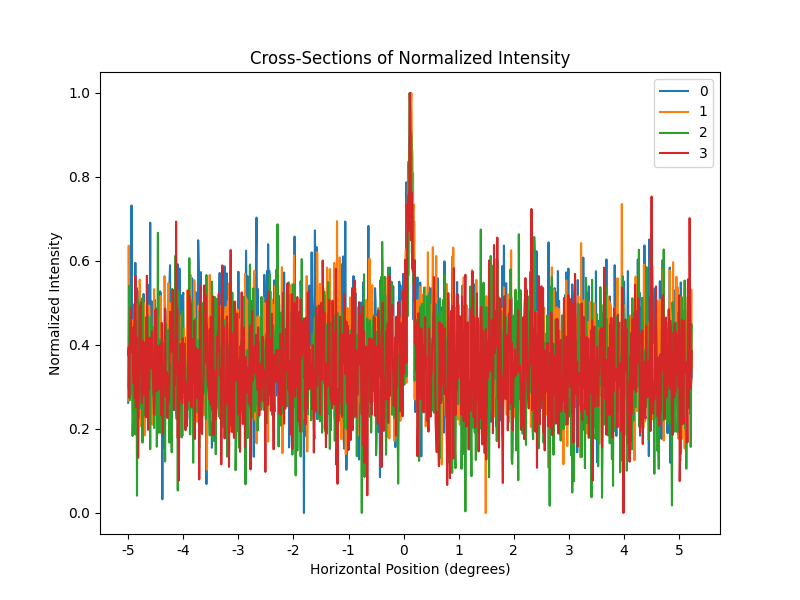 Cross-Sections of Normalized Intensity
1.0
0.8
0.6
0.4
0.2
0.0
Normalized Intensity
0
1
2
3
-5 -4 -3 -2 -1 0 1 2 3 4 5
Horizontal Position (degrees)